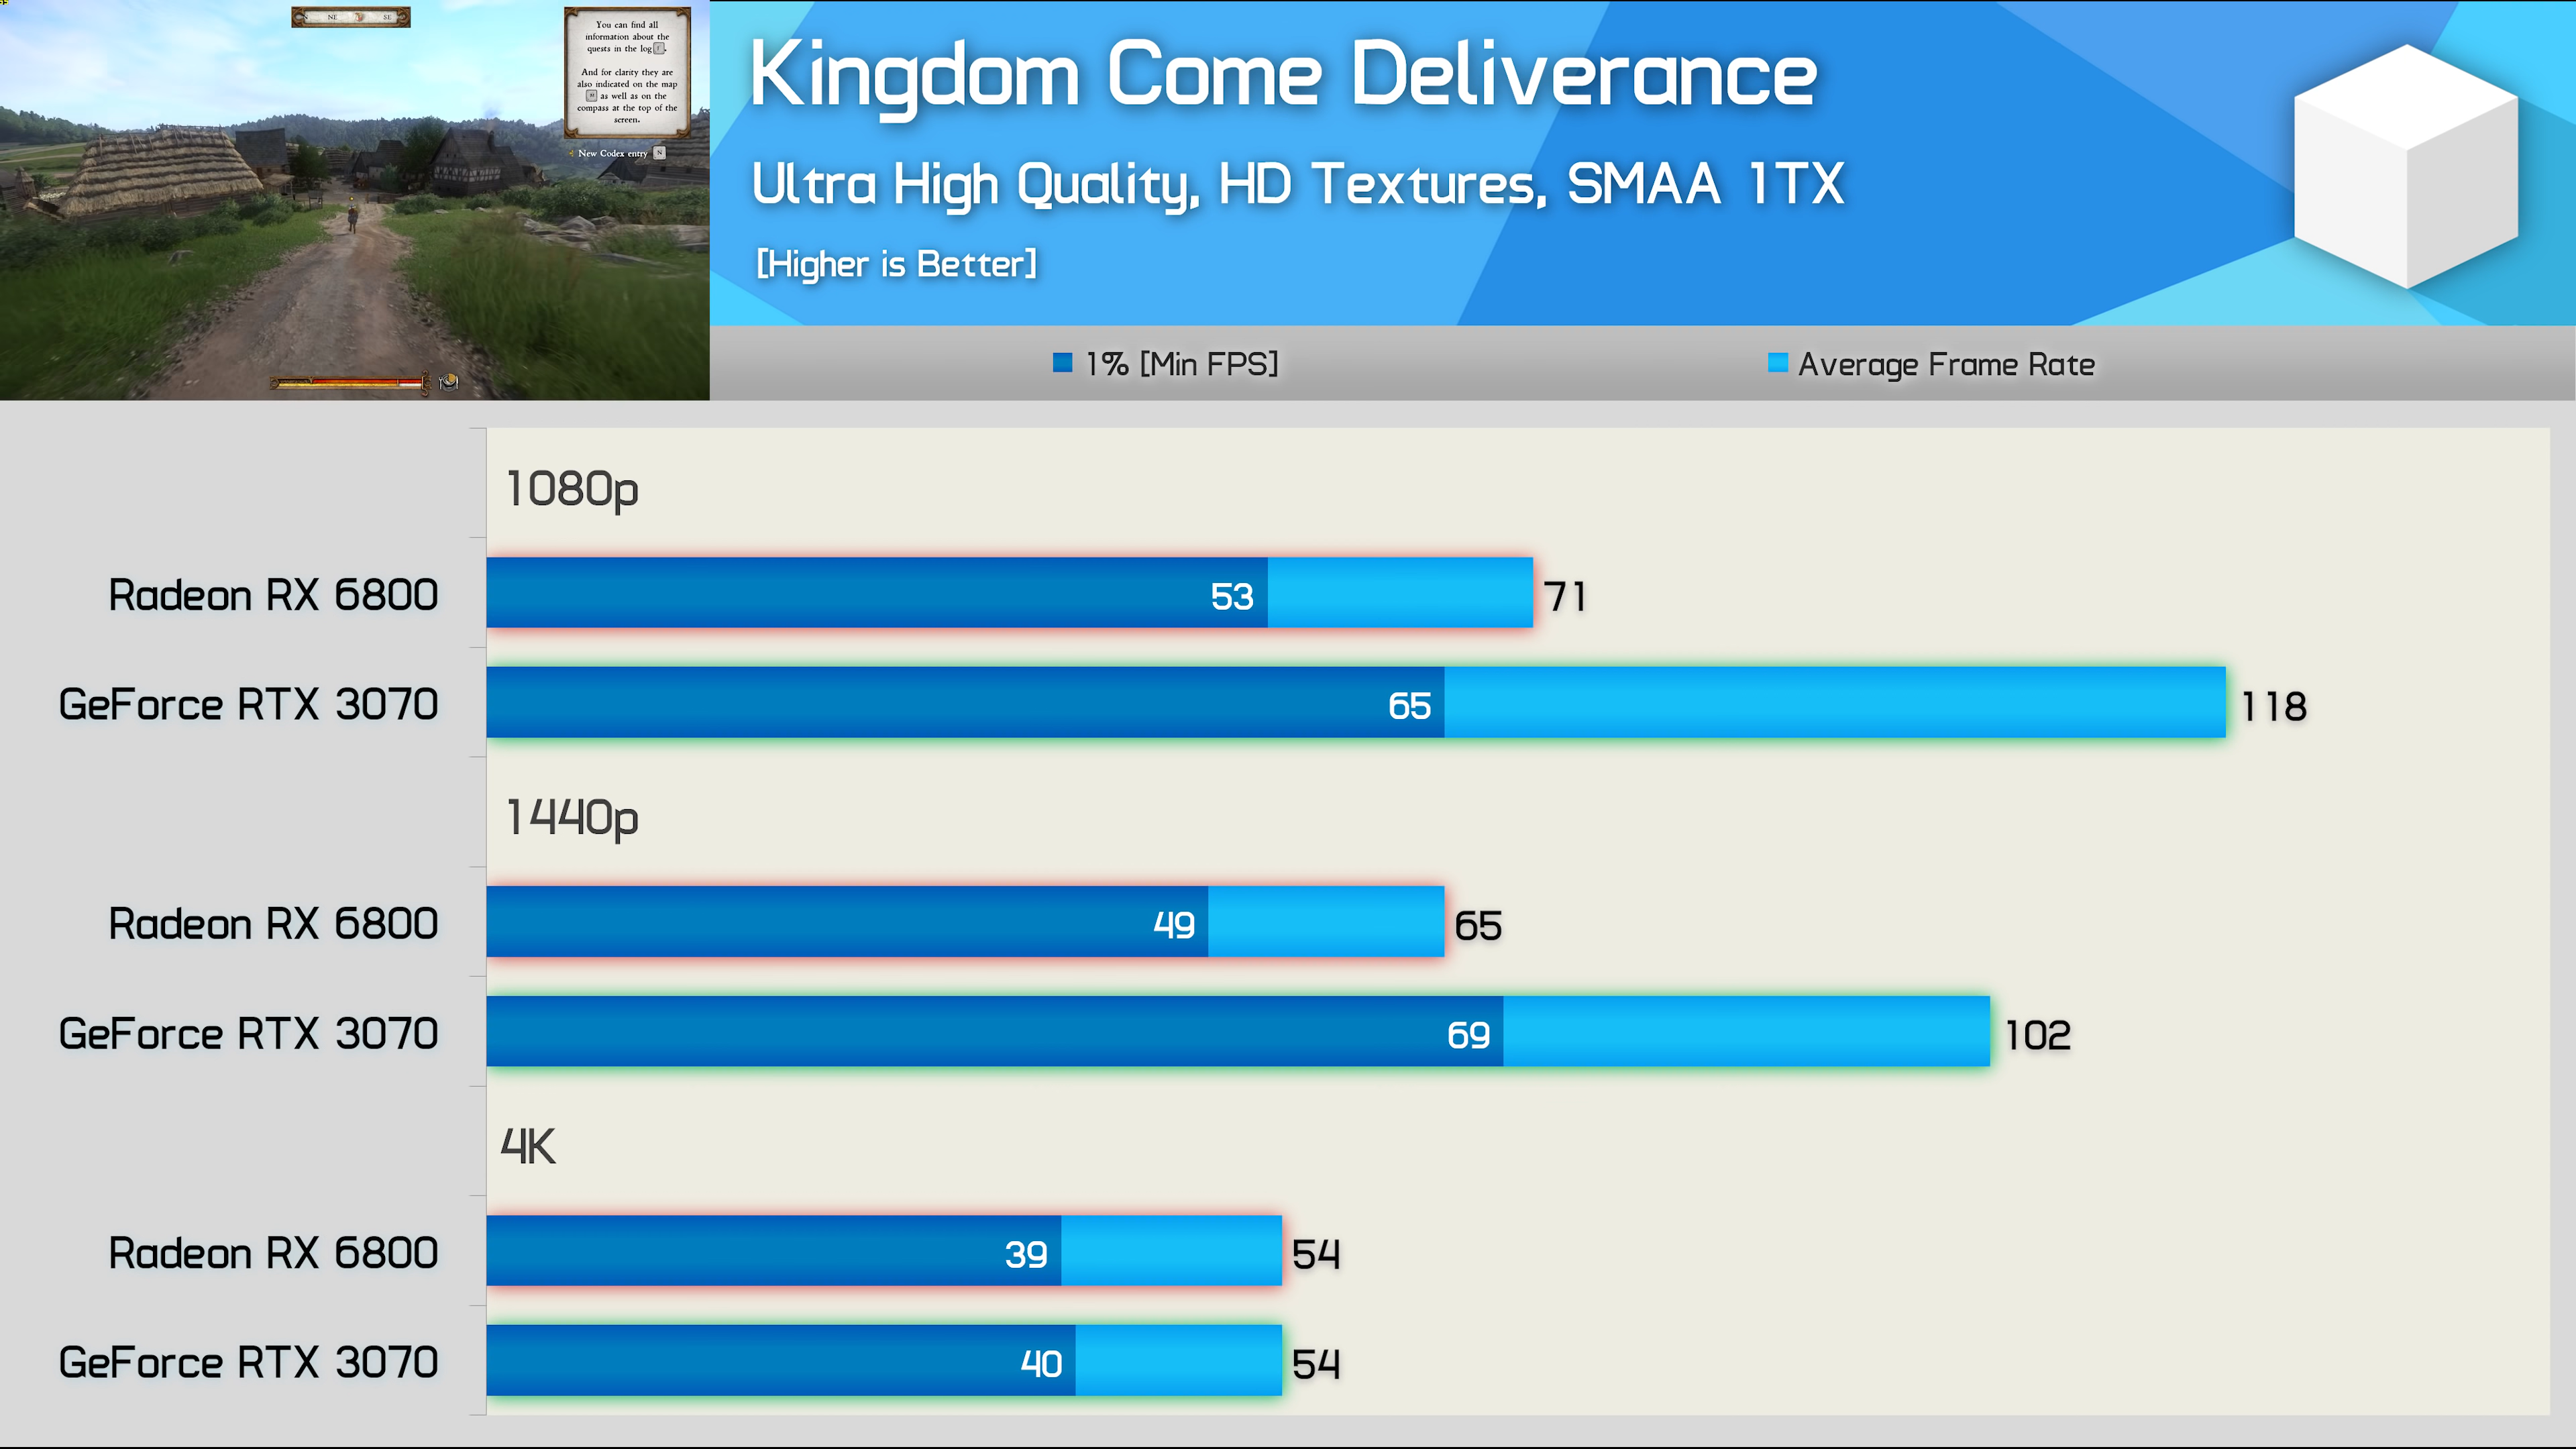 NE SE
You can find all
information about the
quests in the log
And for clarity they are
also indicated on the map
M as well as on the
compass at the top of the
screen.
New Codex entry N
Kingdom Come Deliverance
Ultra High Quality, HD Textures, SMAA 1TX
[Higher is Better]
1% [Min FPS] Average Frame Rate
1080p
Radeon RX 6800 53 71
GeForce RTX 3070 65 118
1440p
Radeon RX 6800 49 65
GeForce RTX 3070 69 102
4K
Radeon RX 6800 39 54
GeForce RTX 3070 40 54